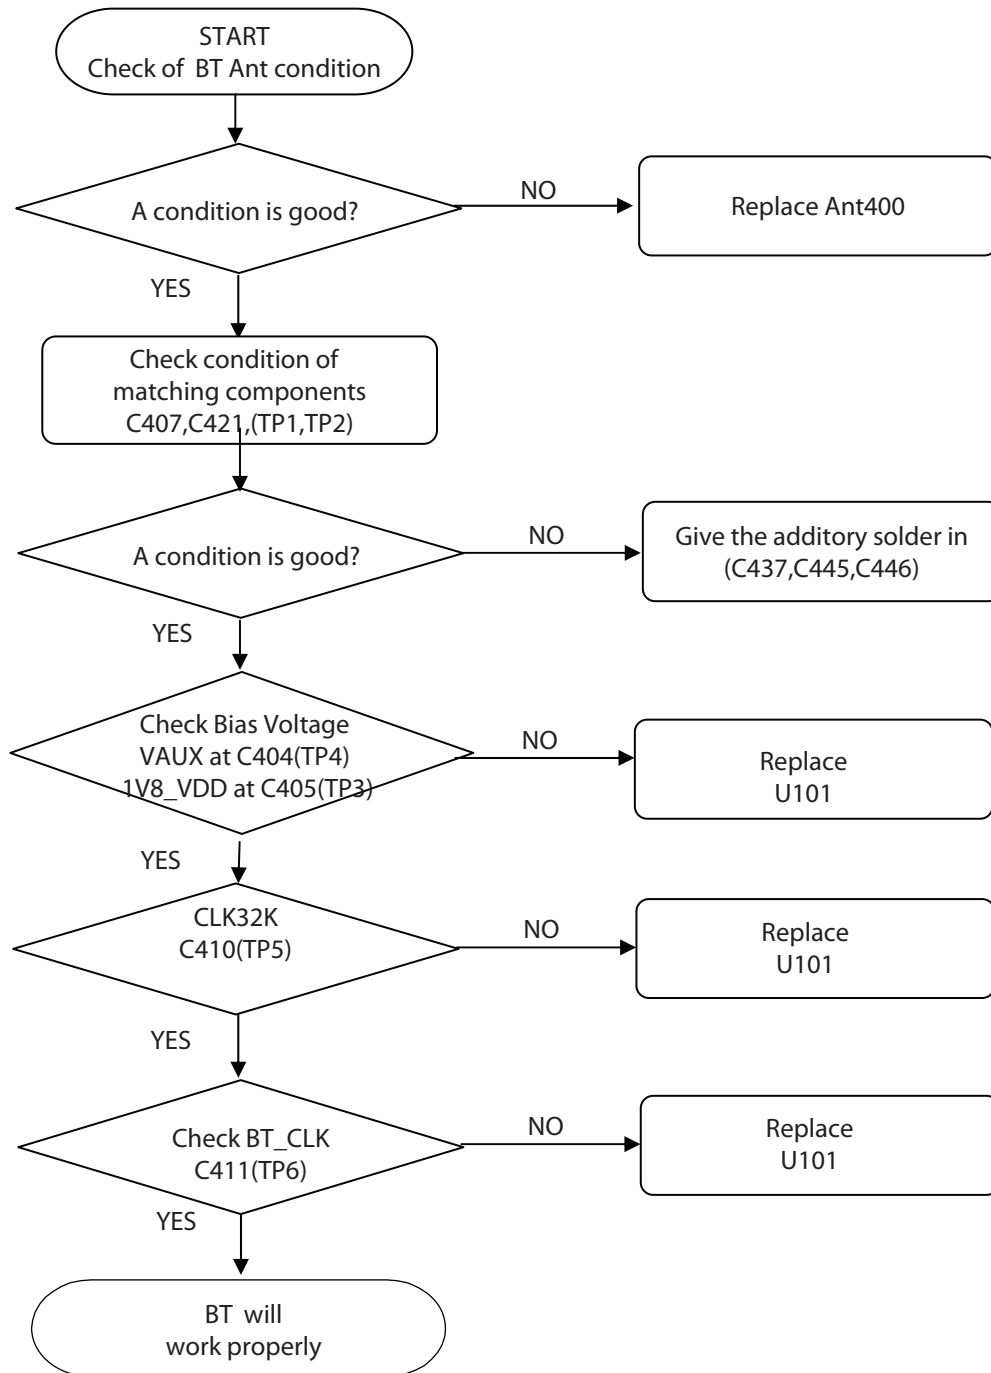 START
Check of BT Ant condition
A condition is good?
NO
Replace Ant400
YES
Check condition of
matching components
C407,C421,(TP1,TP2)
A condition is good?
NO
Give the additory solder in
(C437,C445,C446)
YES
Check Bias Voltage
VAUX at C404(TP4)
1V8_VDD at C405(TP3)
NO
Replace
U101
YES
CLK32K
C410(TP5)
NO
Replace
U101
YES
Check BT_CLK
C411(TP6)
NO
Replace
U101
YES
BT will
work properly